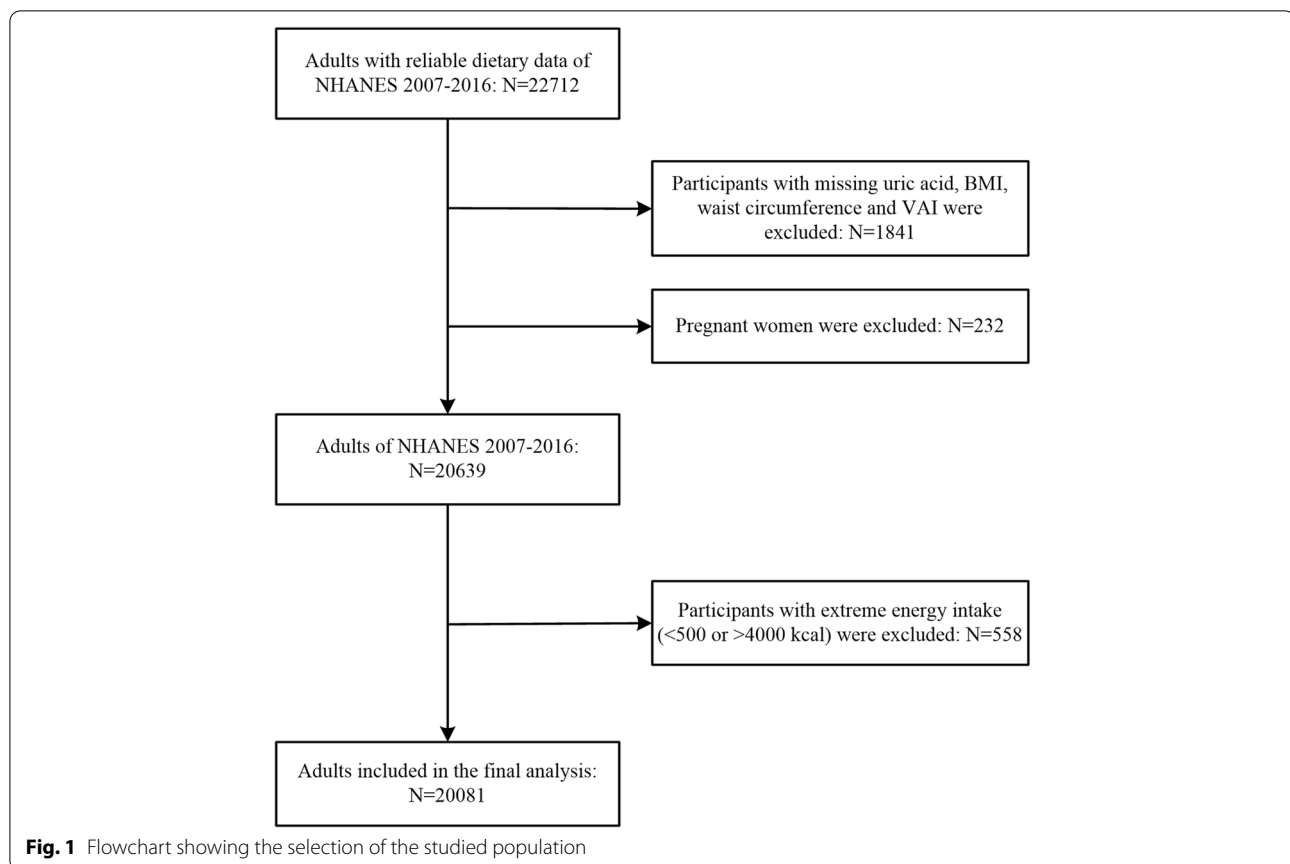 Adults with reliable dietary data of
NHANES 2007-2016: N=22712
Participants with missing uric acid, BMI,
waist circumference and VAI were
excluded: N=1841
Pregnant women were excluded: N=232
Adults of NHANES 2007-2016:
N=20639
Participants with extreme energy intake
(<500 or >4000 kcal) were excluded: N=558
Adults included in the final analysis:
N=20081
Fig. 1 Flowchart showing the selection of the studied population